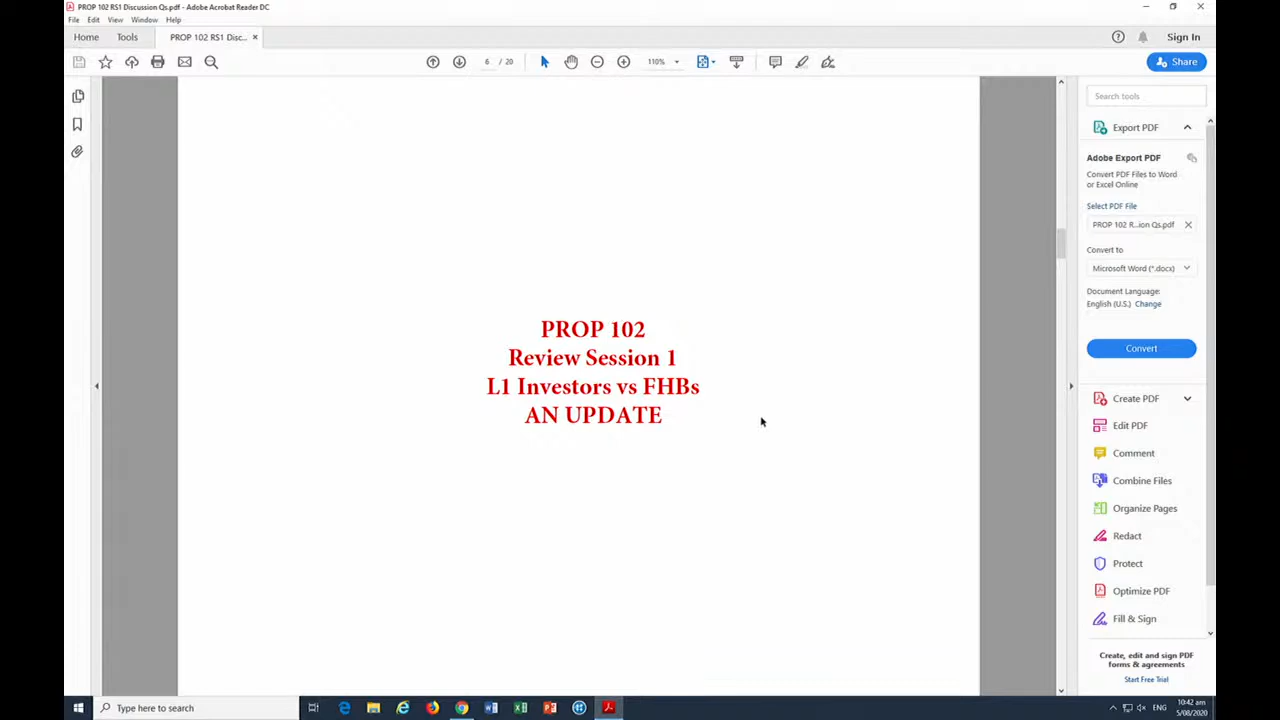 PROP 102 RS1 Discussion Qs.pdf - Adobe Acrobat Reader DC
File Edit View Window Help
Home Tools PROP 102 RS1 Disc... × Sign In
6 / 20 110% Share
Search tools
Export PDF
Adobe Export PDF
Convert PDF Files to Word
or Excel Online
Select PDF File
PROP 102 R...ion Qs.pdf
Convert to
Microsoft Word (*.docx)
Document Language:
English (U.S.) Change
Convert
PROP 102
Review Session 1
L1 Investors vs FHBs
AN UPDATE
Create PDF
Edit PDF
Comment
Combine Files
Organize Pages
Redact
Protect
Optimize PDF
Fill & Sign
Create, edit and sign PDF
forms & agreements
Start Free Trial
Type here to search
ENG
10:42 am
5/08/2020